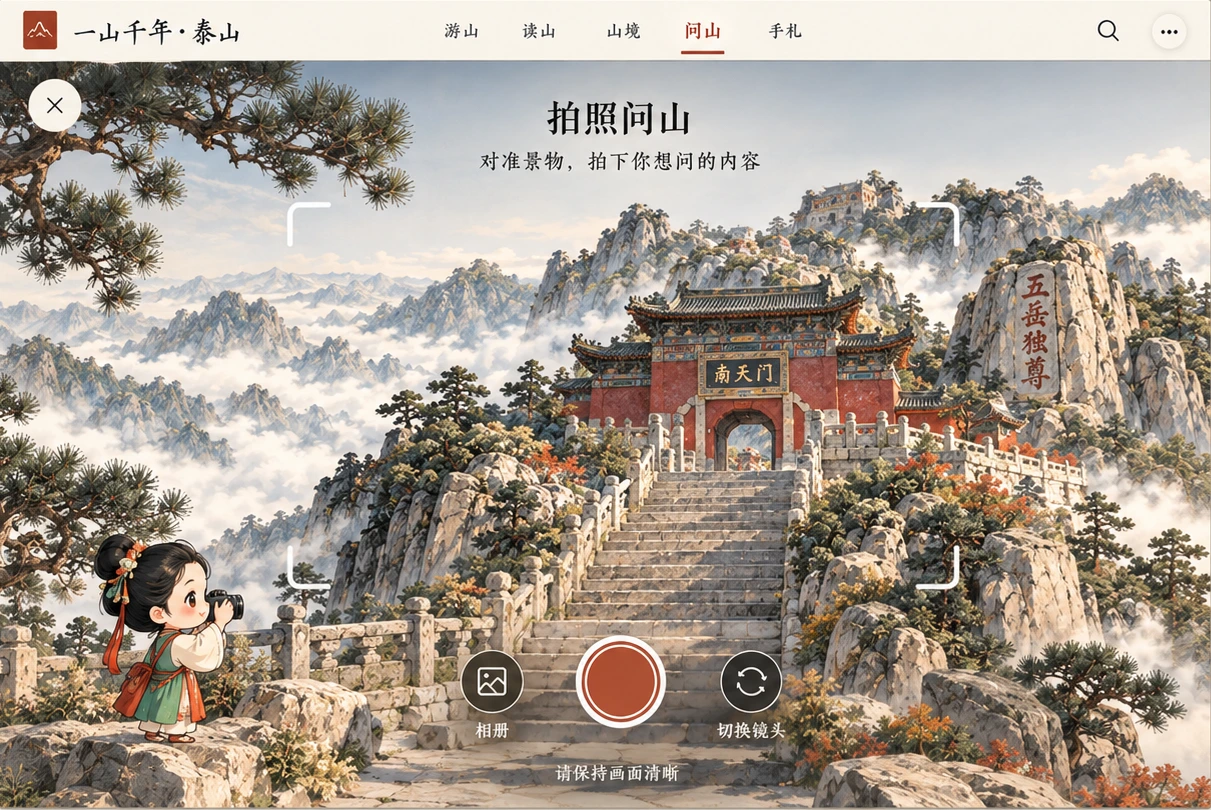 一山千年·泰山
游山
读山
山境
问山
手札
拍照问山
对准景物，拍下你想问的内容
五岳独尊
南天门
相册
切换镜头
请保持画面清晰